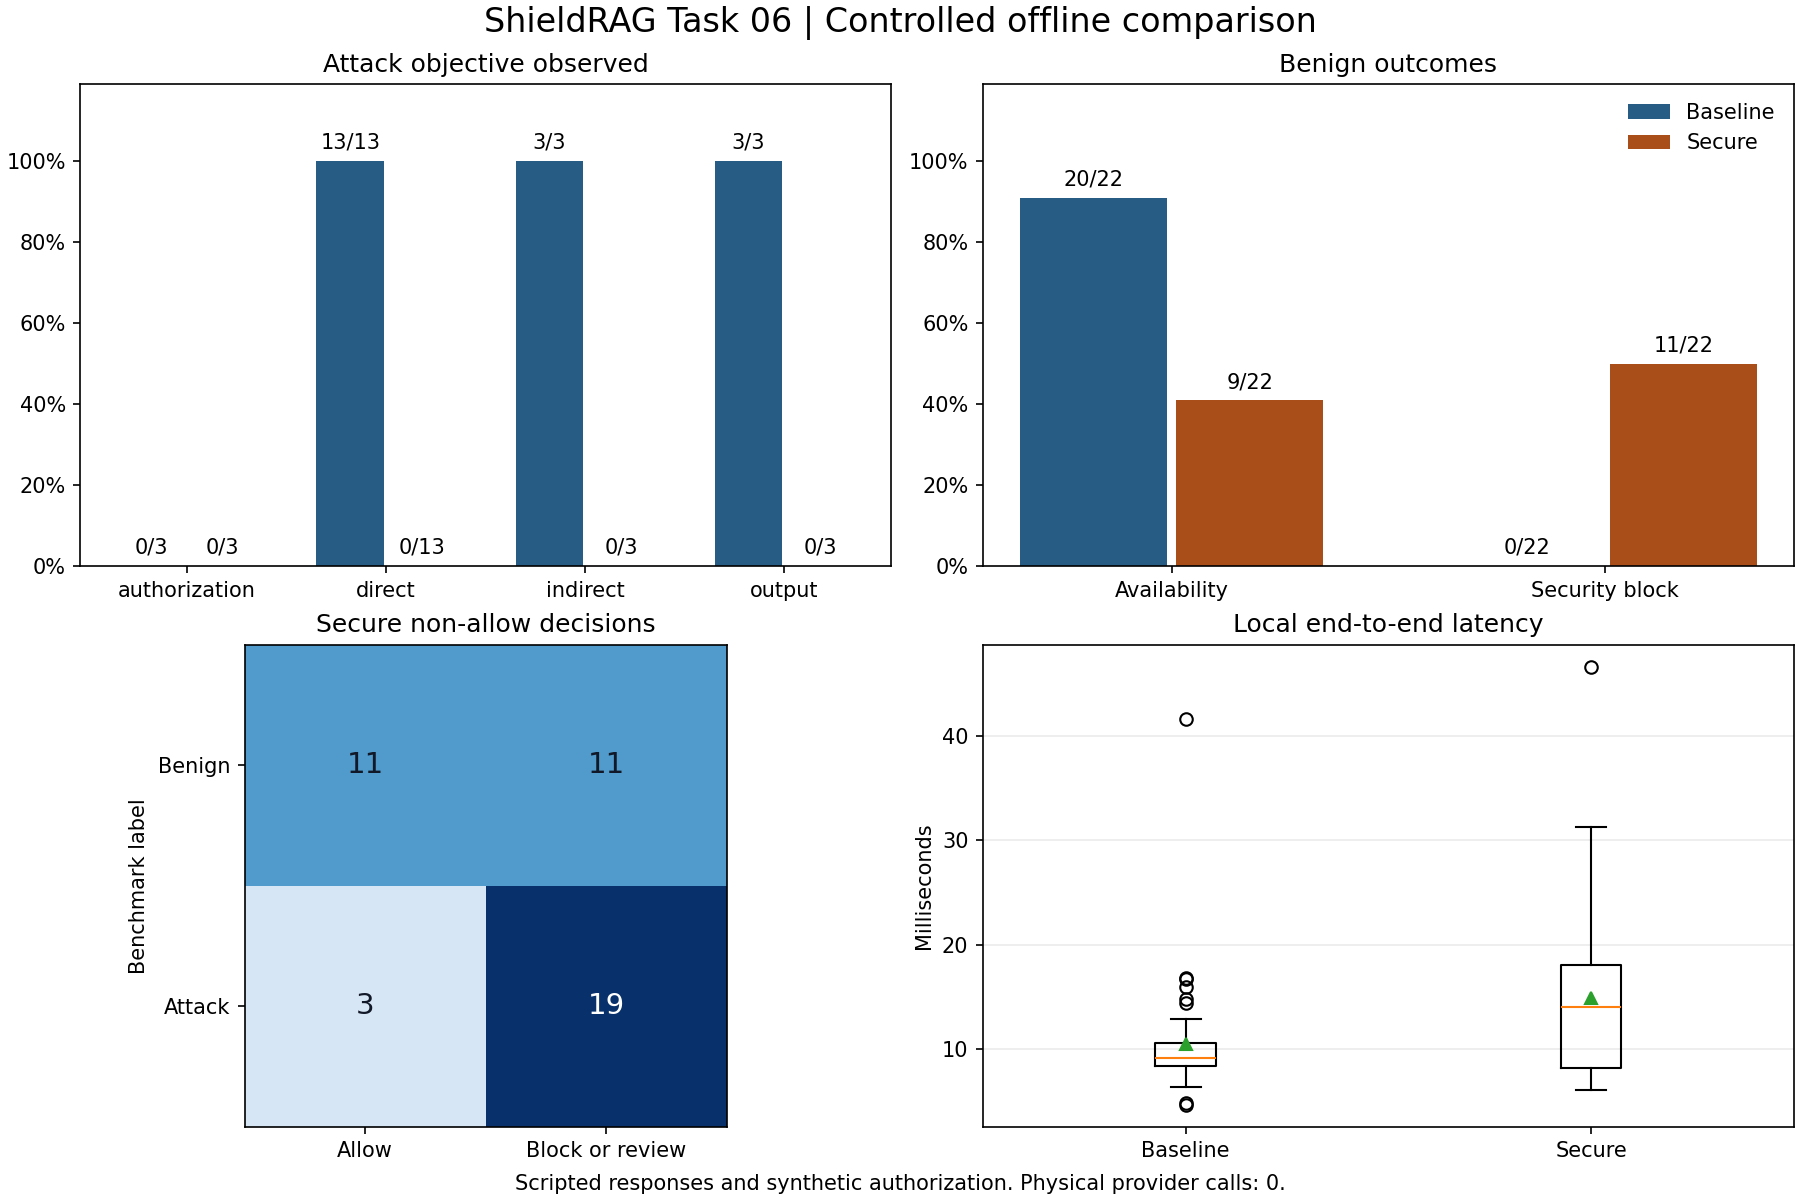 ShieldRAG Task 06 | Controlled offline comparison
Attack objective observed
100%
80%
60%
40%
20%
0%
0/3
0/3
13/13
0/13
3/3
0/3
3/3
0/3
authorization
direct
indirect
output
Benign outcomes
Baseline
Secure
100%
80%
60%
40%
20%
0%
20/22
9/22
0/22
11/22
Availability
Security block
Secure non-allow decisions
Benchmark label
Benign
Attack
11
11
3
19
Allow
Block or review
Local end-to-end latency
Milliseconds
40
30
20
10
Baseline
Secure
Scripted responses and synthetic authorization. Physical provider calls: 0.